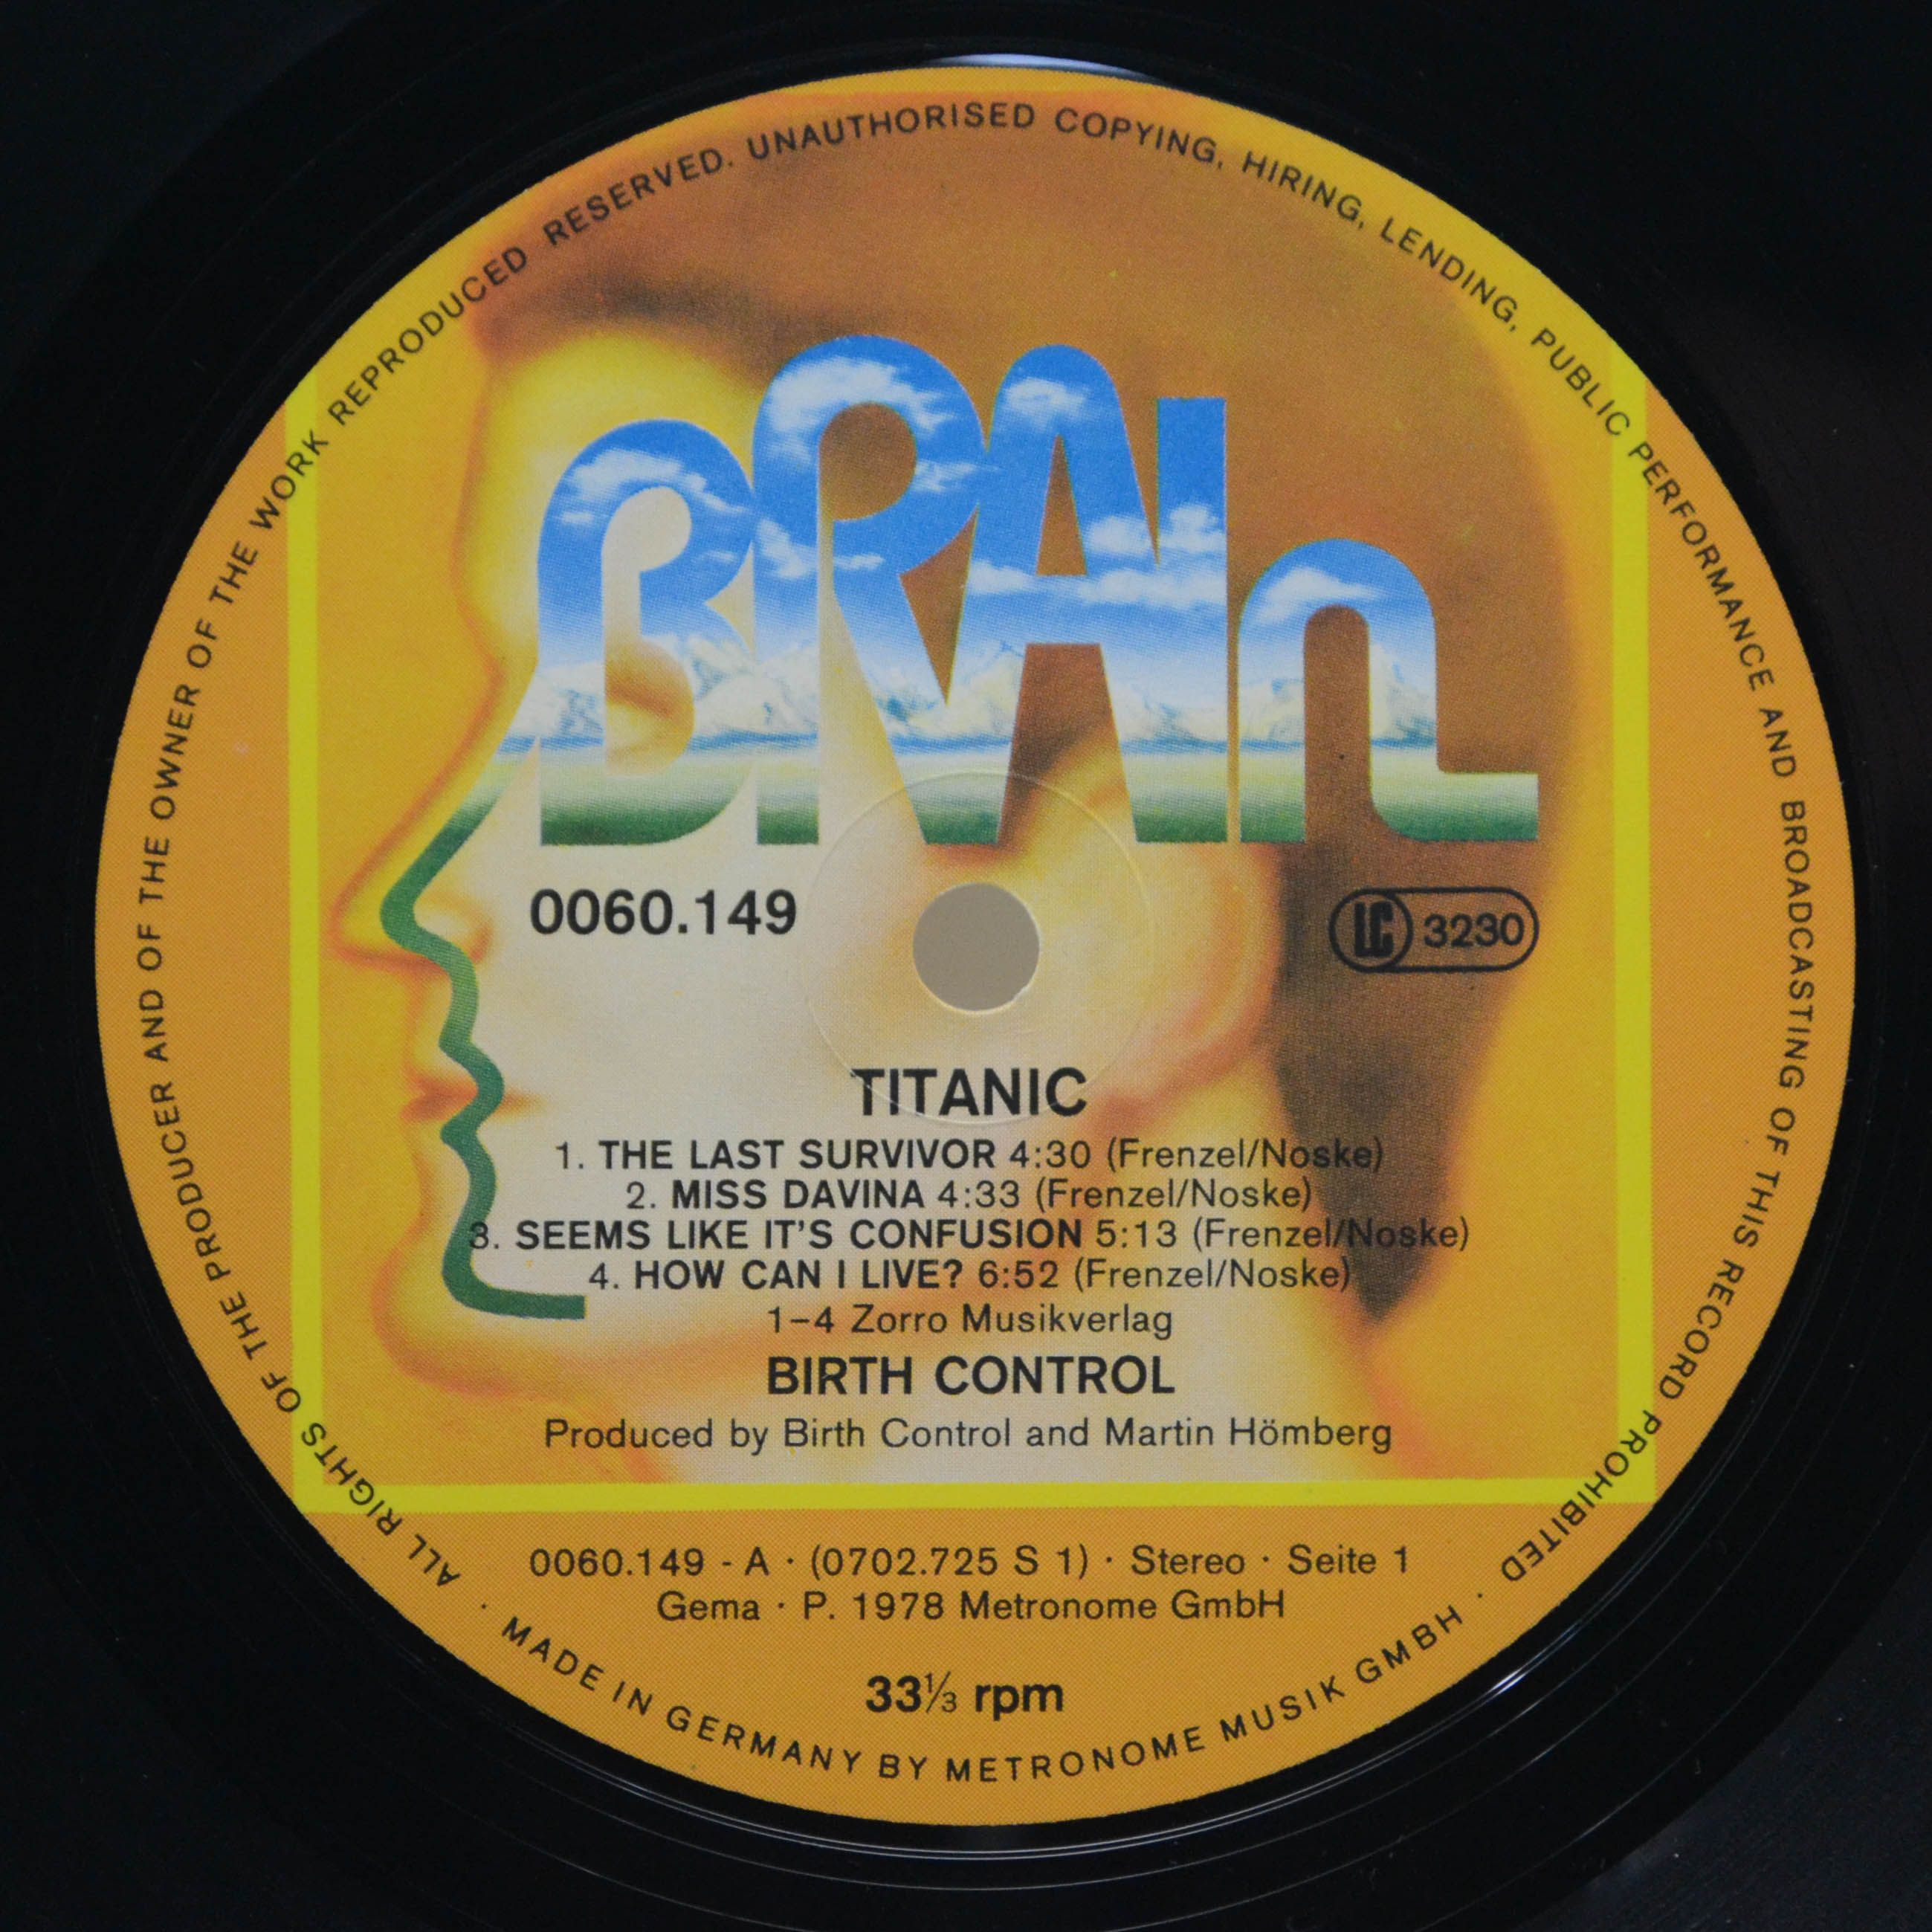 ALL RIGHTS OF THE PRODUCER AND OF THE OWNER OF THE WORK REPRODUCED RESERVED. UNAUTHORISED COPYING, HIRING, LENDING, PUBLIC PERFORMANCE AND BROADCASTING OF THIS RECORD PROHIBITED
BRAIn
0060.149
LC 3230
TITANIC
1. THE LAST SURVIVOR 4:30 (Frenzel/Noske)
2. MISS DAVINA 4:33 (Frenzel/Noske)
3. SEEMS LIKE IT'S CONFUSION 5:13 (Frenzel/Noske)
4. HOW CAN I LIVE? 6:52 (Frenzel/Noske)
1–4 Zorro Musikverlag
BIRTH CONTROL
Produced by Birth Control and Martin Hömberg
0060.149 - A · (0702.725 S 1) · Stereo · Seite 1
Gema · P. 1978 Metronome GmbH
33⅓ rpm
· MADE IN GERMANY BY METRONOME MUSIK GMBH ·